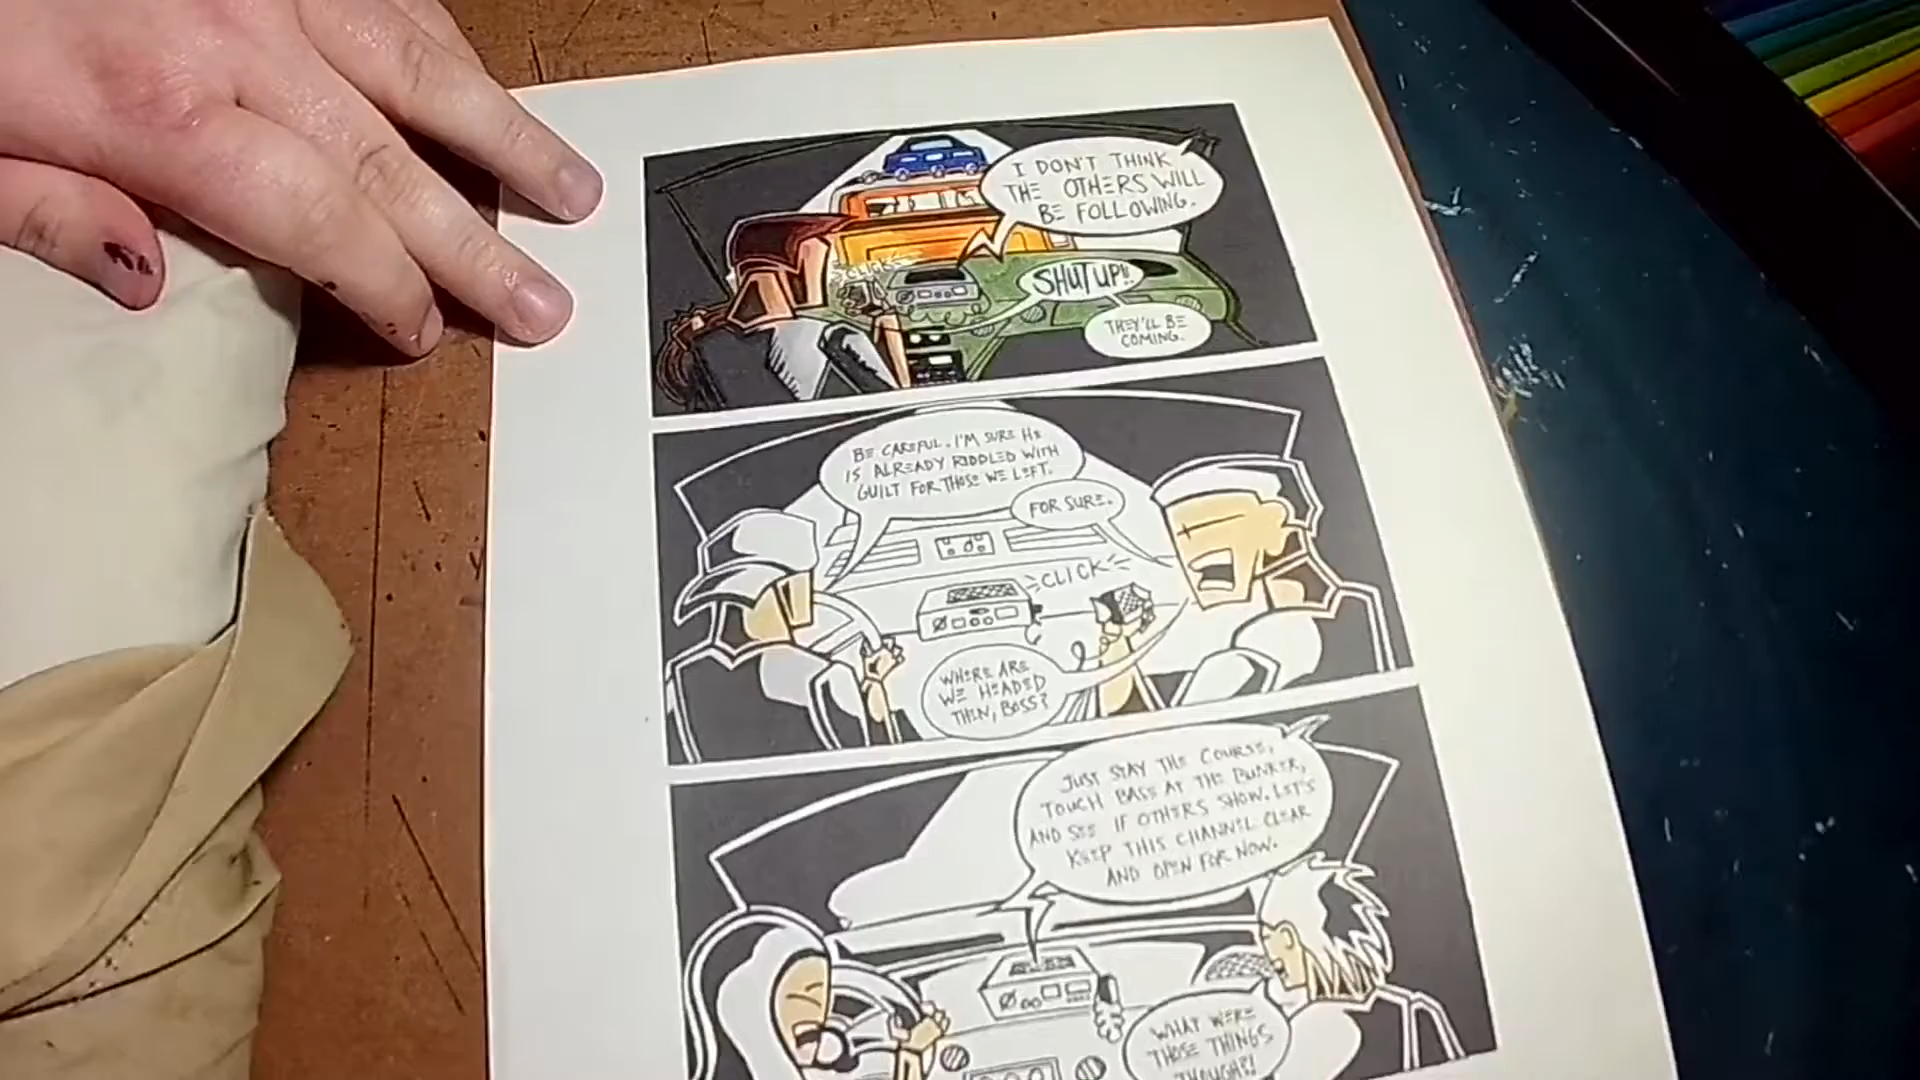 I DON'T THINK
THE OTHERS WILL
BE FOLLOWING.
CLICK
SHUT UP!!
THEY'LL BE
COMING.
BE CAREFUL. I'M SURE HE
IS ALREADY RIDDLED WITH
GUILT FOR THOSE WE LEFT.
FOR SURE.
CLICK
WHERE ARE
WE HEADED
THEN, BOSS?
JUST STAY THE COURSE,
TOUCH BASE AT THE BUNKER,
AND SEE IF OTHERS SHOW. LET'S
KEEP THIS CHANNEL CLEAR
AND OPEN FOR NOW.
WHAT WERE
THOSE THINGS
THOUGH?!